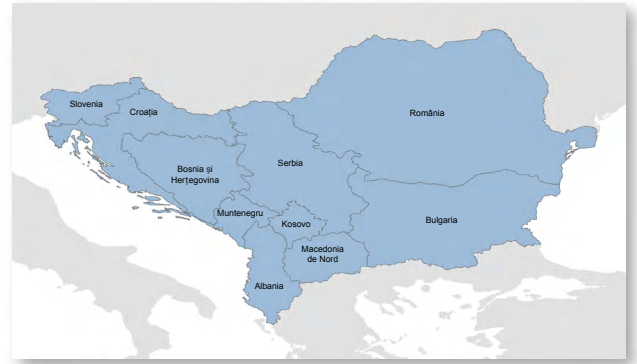 Slovenia
Croația
România
Bosnia și
Herțegovina
Serbia
Muntenegru
Kosovo
Bulgaria
Macedonia
de Nord
Albania